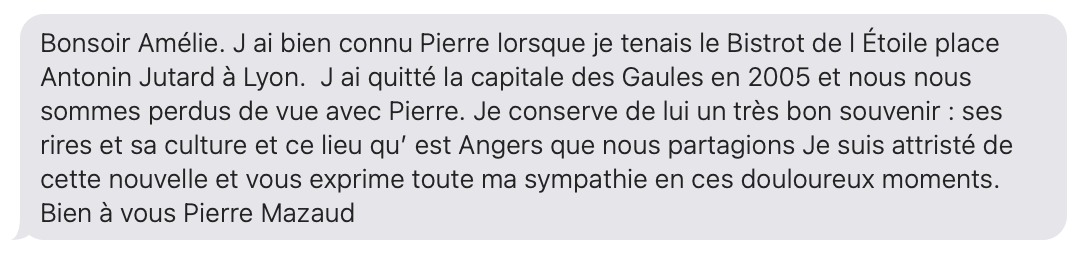 Bonsoir Amélie. J ai bien connu Pierre lorsque je tenais le Bistrot de l Étoile place
Antonin Jutard à Lyon.  J ai quitté la capitale des Gaules en 2005 et nous nous
sommes perdus de vue avec Pierre. Je conserve de lui un très bon souvenir : ses
rires et sa culture et ce lieu qu’ est Angers que nous partagions Je suis attristé de
cette nouvelle et vous exprime toute ma sympathie en ces douloureux moments.
Bien à vous Pierre Mazaud